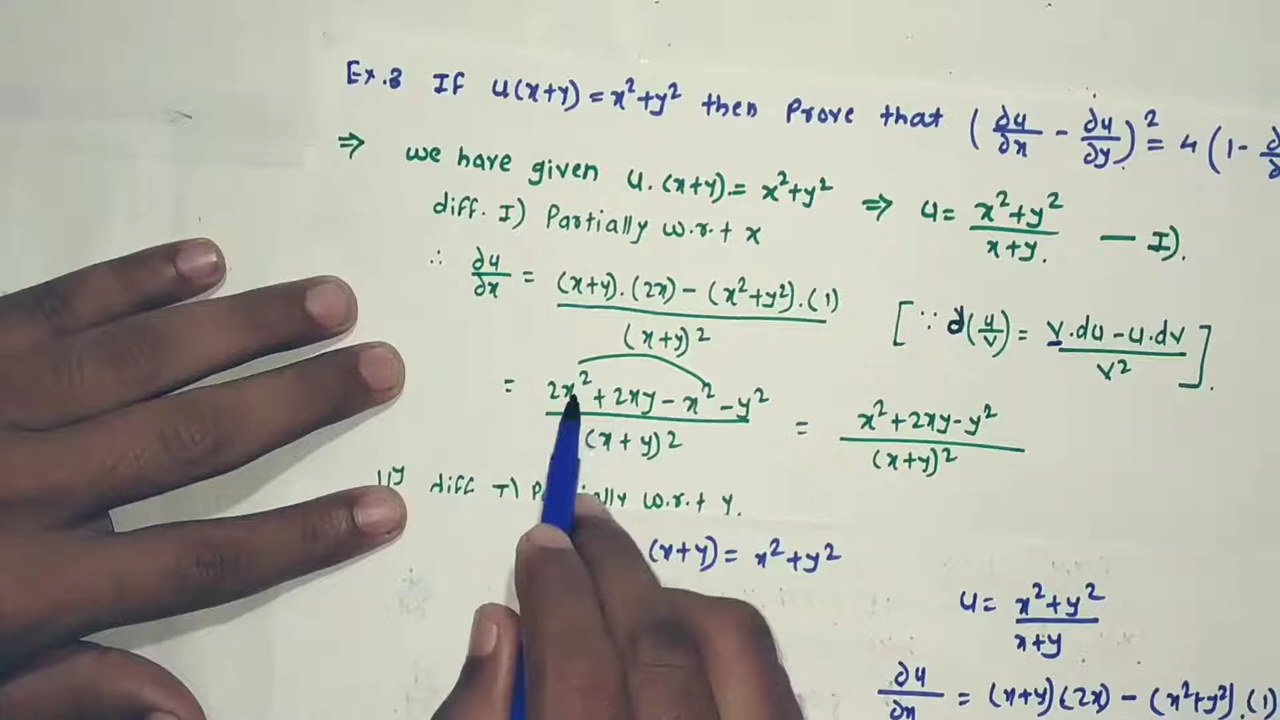 Ex.3 If u(x+y) = x²+y² then Prove that (∂u/∂x - ∂u/∂y)² = 4(1-
⇒ we have given u.(x+y) = x²+y² ⇒ u = x²+y²/x+y. — I).
diff. I) Partially w.r.t x
∴ ∂u/∂x = (x+y).(2x) - (x²+y²).(1)/(x+y)² [∵ d(u/v) = v.du - u.dv/v²].
= 2x²+2xy-x²-y²/(x+y)² = x²+2xy-y²/(x+y)²
lly diff I) w.r.t y.
(x+y) = x²+y²
u = x²+y²/x+y
∂u/∂x = (x+y)(2x) - (x²+y²).(1)